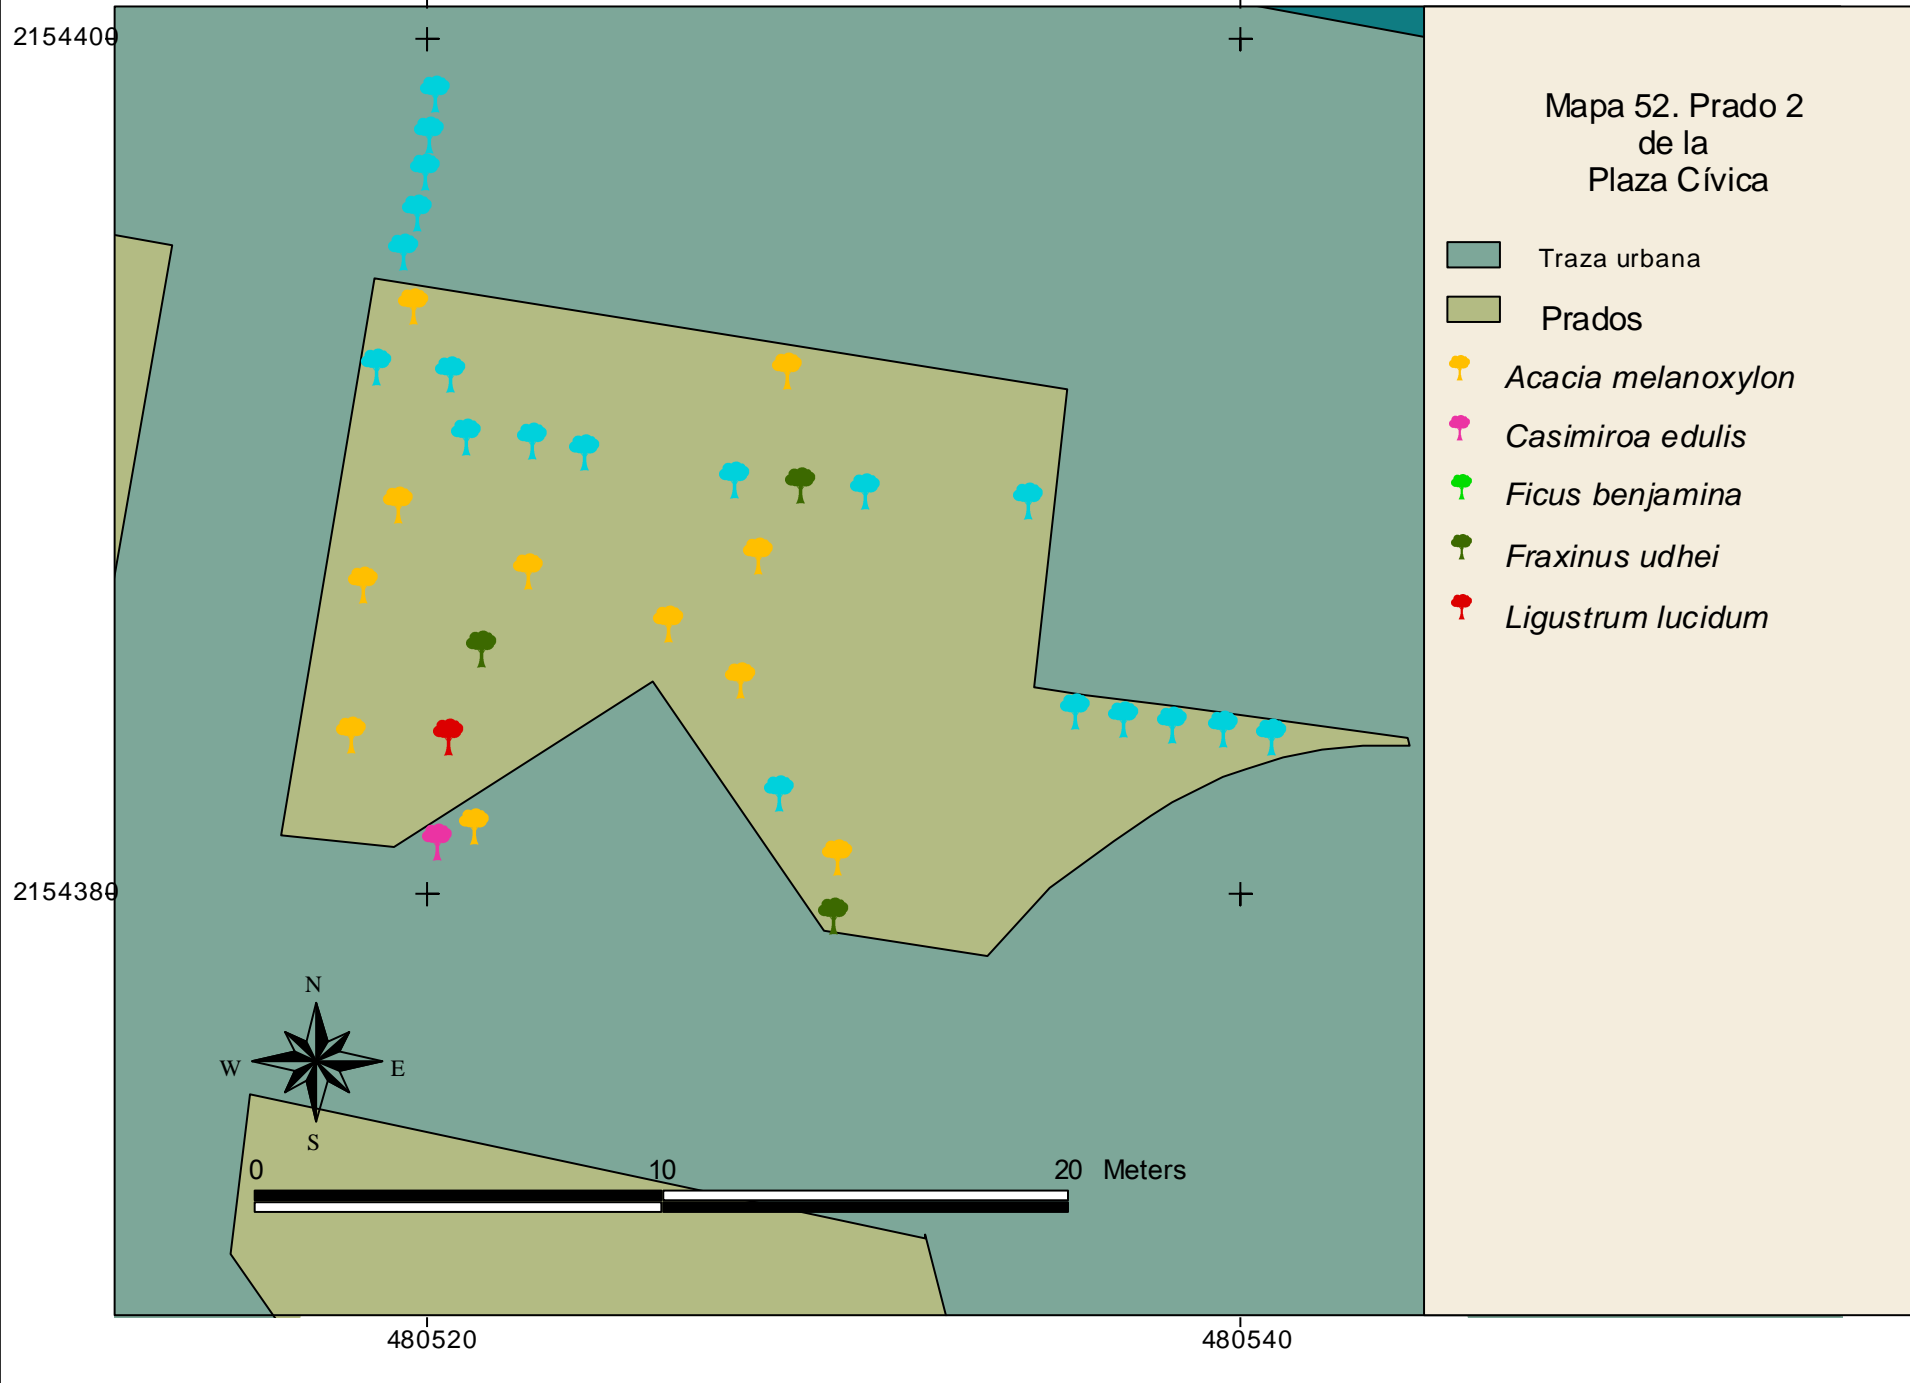 2154400
2154380
480520
480540
N
W
E
S
0
10
20
Meters
Mapa 52. Prado 2
de la
Plaza Cívica
Traza urbana
Prados
Acacia melanoxylon
Casimiroa edulis
Ficus benjamina
Fraxinus udhei
Ligustrum lucidum